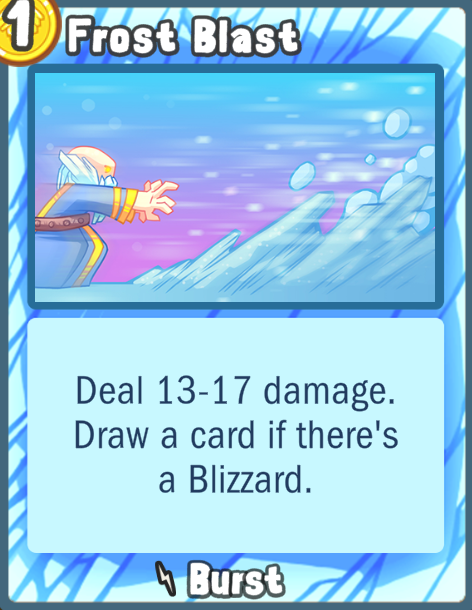 1
Frost Blast
Deal 13-17 damage.
Draw a card if there's
a Blizzard.
Burst